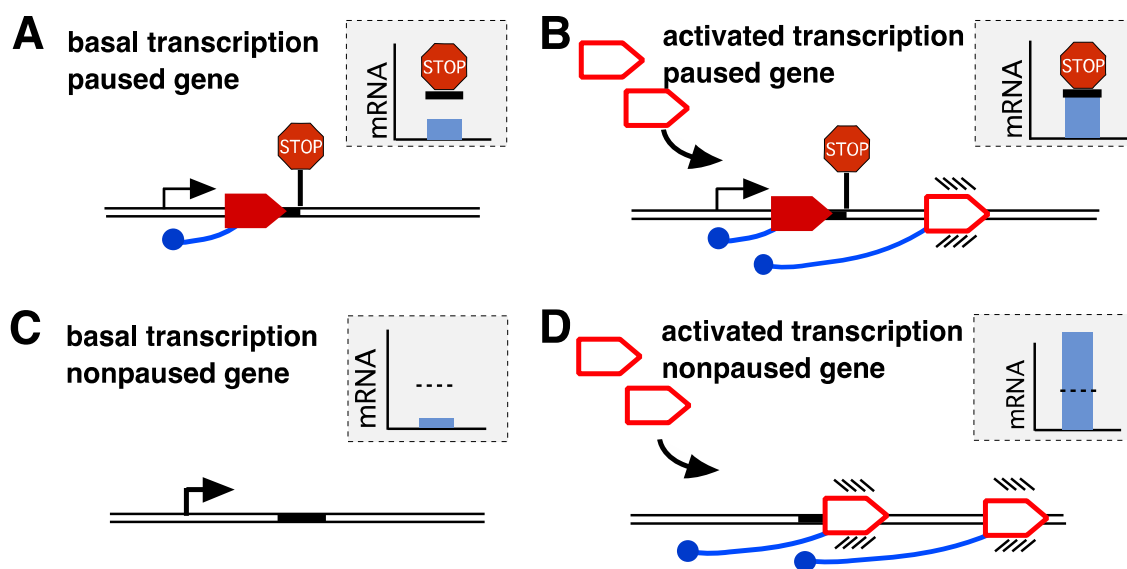 A
basal transcription
paused gene
mRNA
STOP
STOP
B
activated transcription
paused gene
mRNA
STOP
STOP
C
basal transcription
nonpaused gene
mRNA
D
activated transcription
nonpaused gene
mRNA